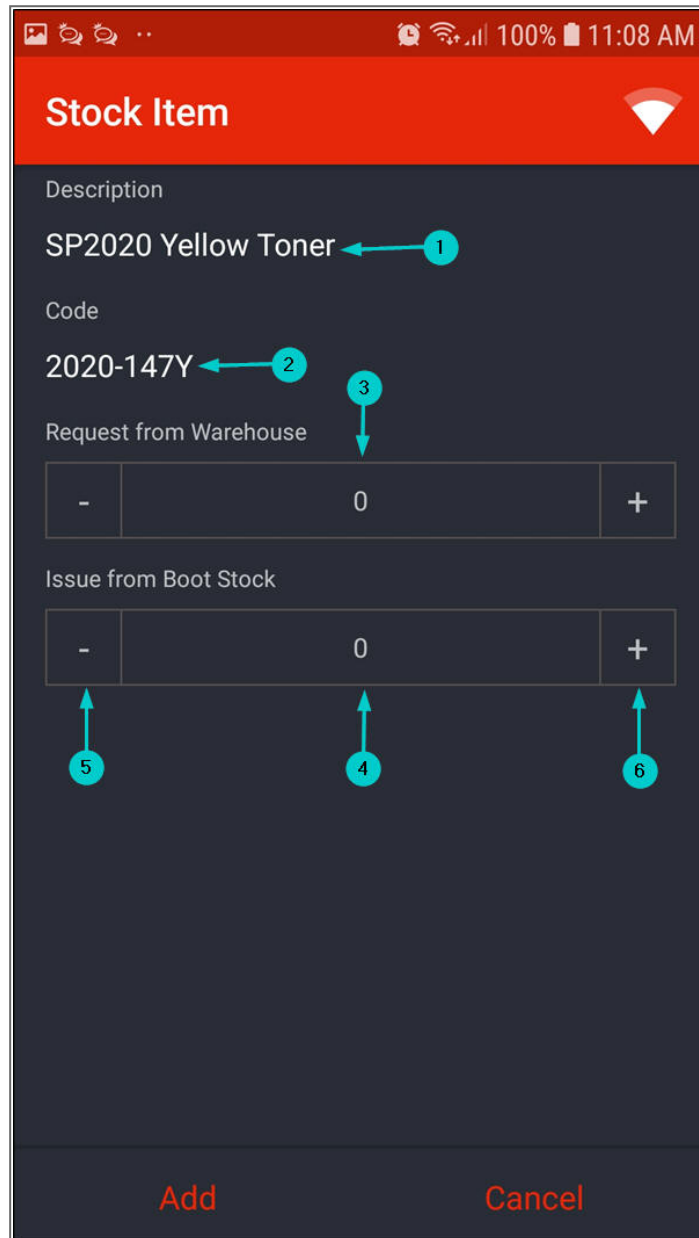 100% 11:08 AM
Stock Item
Description
SP2020 Yellow Toner
1
Code
2020-147Y
2
3
Request from Warehouse
- 0 +
Issue from Boot Stock
- 0 +
5
4
6
Add Cancel